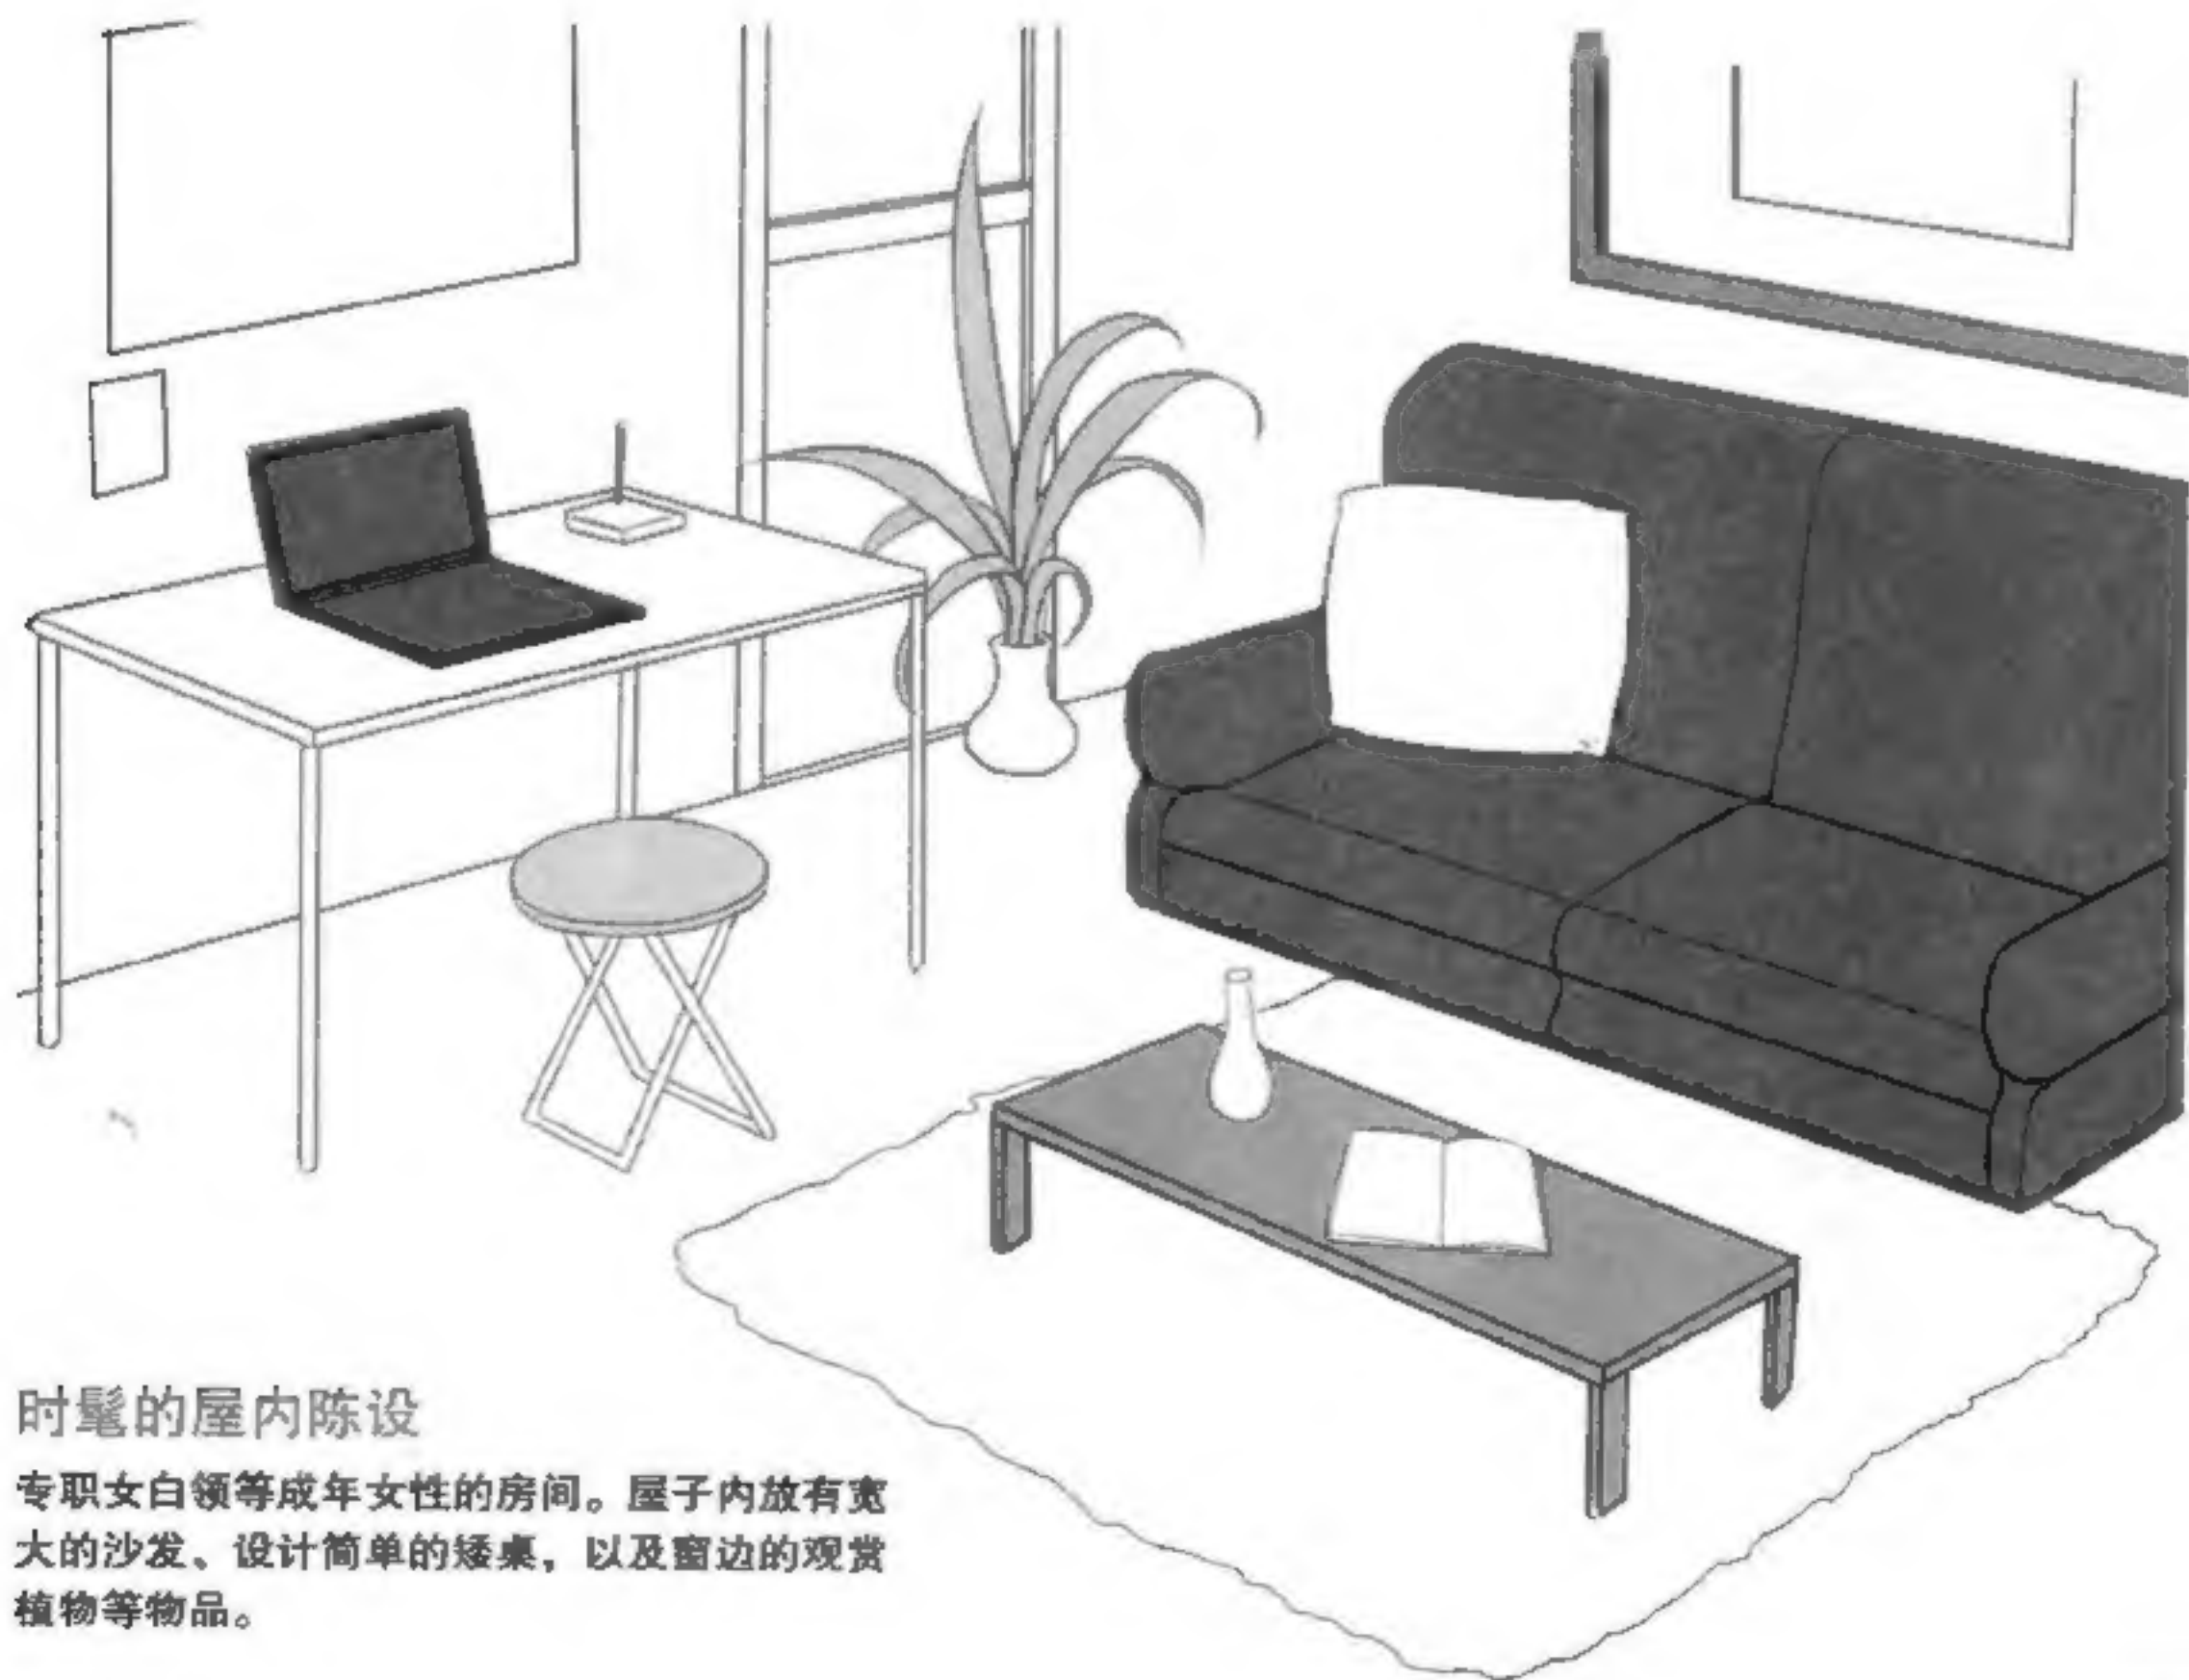 时髦的屋内陈设
专职女白领等成年女性的房间。屋子内放有宽
大的沙发、设计简单的矮桌，以及窗边的观赏
植物等物品。